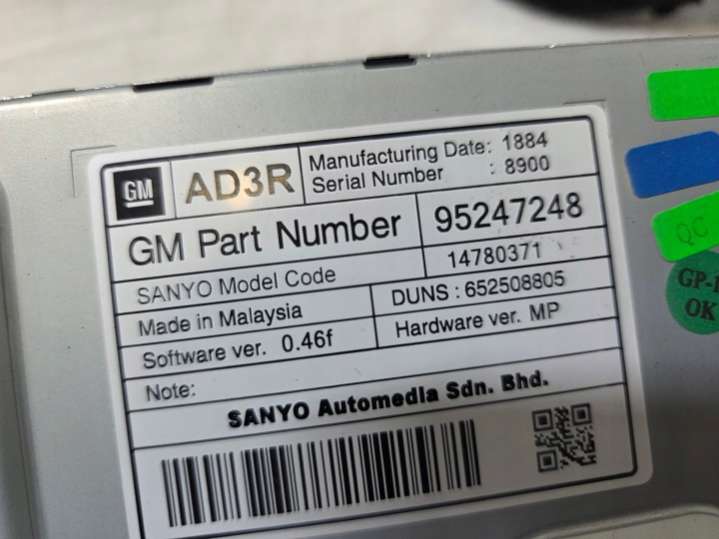 GM
AD3R
Manufacturing Date: 1884
Serial Number : 8900
GM Part Number 95247248
SANYO Model Code 14780371
Made in Malaysia DUNS : 652508805
Software ver. 0.46f Hardware ver. MP
Note:
SANYO Automedia Sdn. Bhd.
QC
OK